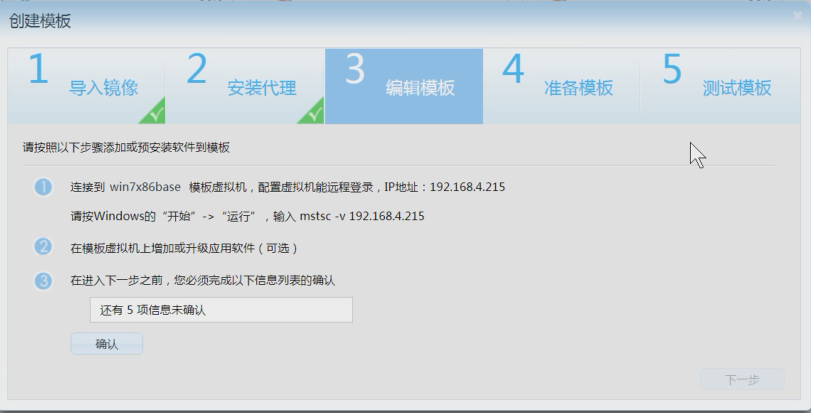 创建模板
1 导入镜像
2 安装代理
3 编辑模板
4 准备模板
5 测试模板
请按照以下步骤添加或预安装软件到模板
1 连接到 win7x86base 模板虚拟机，配置虚拟机能远程登录，IP地址：192.168.4.215
请按Windows的“开始”->“运行”，输入 mstsc -v 192.168.4.215
2 在模板虚拟机上增加或升级应用软件（可选）
3 在进入下一步之前，您必须完成以下信息列表的确认
还有 5 项信息未确认
确认
下一步